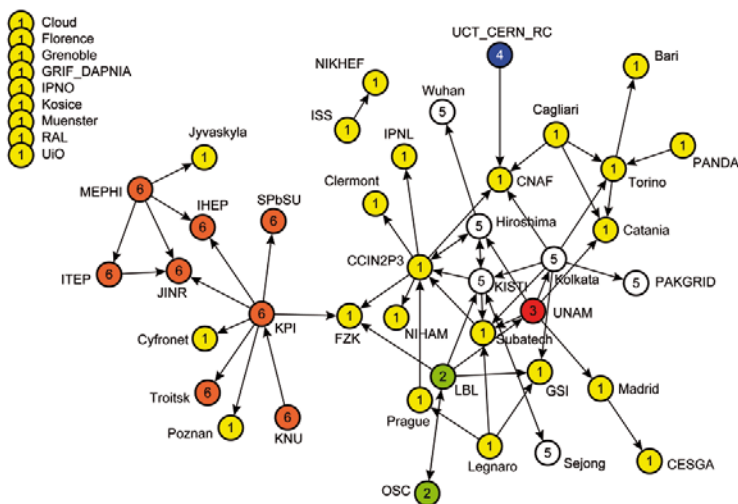 1 Cloud
1 Florence
1 Grenoble
1 GRIF_DAPNIA
1 IPNO
1 Kosice
1 Muenster
1 RAL
1 UiO
UCT_CERN_RC
4
NIKHEF
1
Bari
1
Wuhan
5
ISS
1
Cagliari
1
IPNL
1
PANDA
1
Jyvaskyla
1
Clermont
1
CNAF
1
Torino
1
MEPHI
6
IHEP
6
SPbSU
6
Hiroshima
5
Catania
1
ITEP
6
JINR
6
CCIN2P3
1
KISTI
5
Kolkata
5
PAKGRID
5
KPI
6
FZK
1
NIHAM
1
Subatech
1
UNAM
3
Cyfronet
1
LBL
2
GSI
1
Madrid
1
Troitsk
6
Prague
1
Poznan
1
KNU
6
Legnaro
1
Sejong
5
CESGA
1
OSC
2